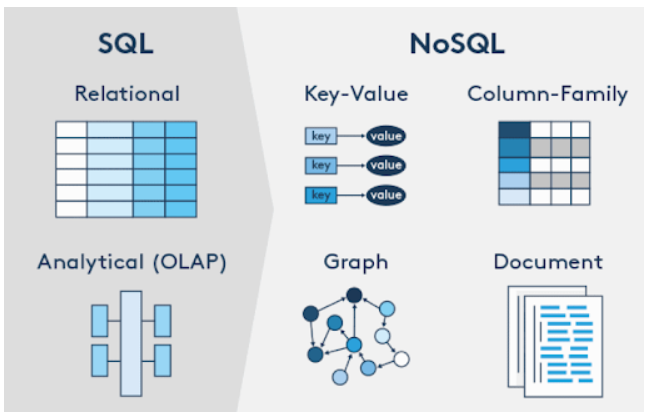 SQL
NoSQL
Relational
Key-Value
Column-Family
key
value
key
value
key
value
Analytical (OLAP)
Graph
Document